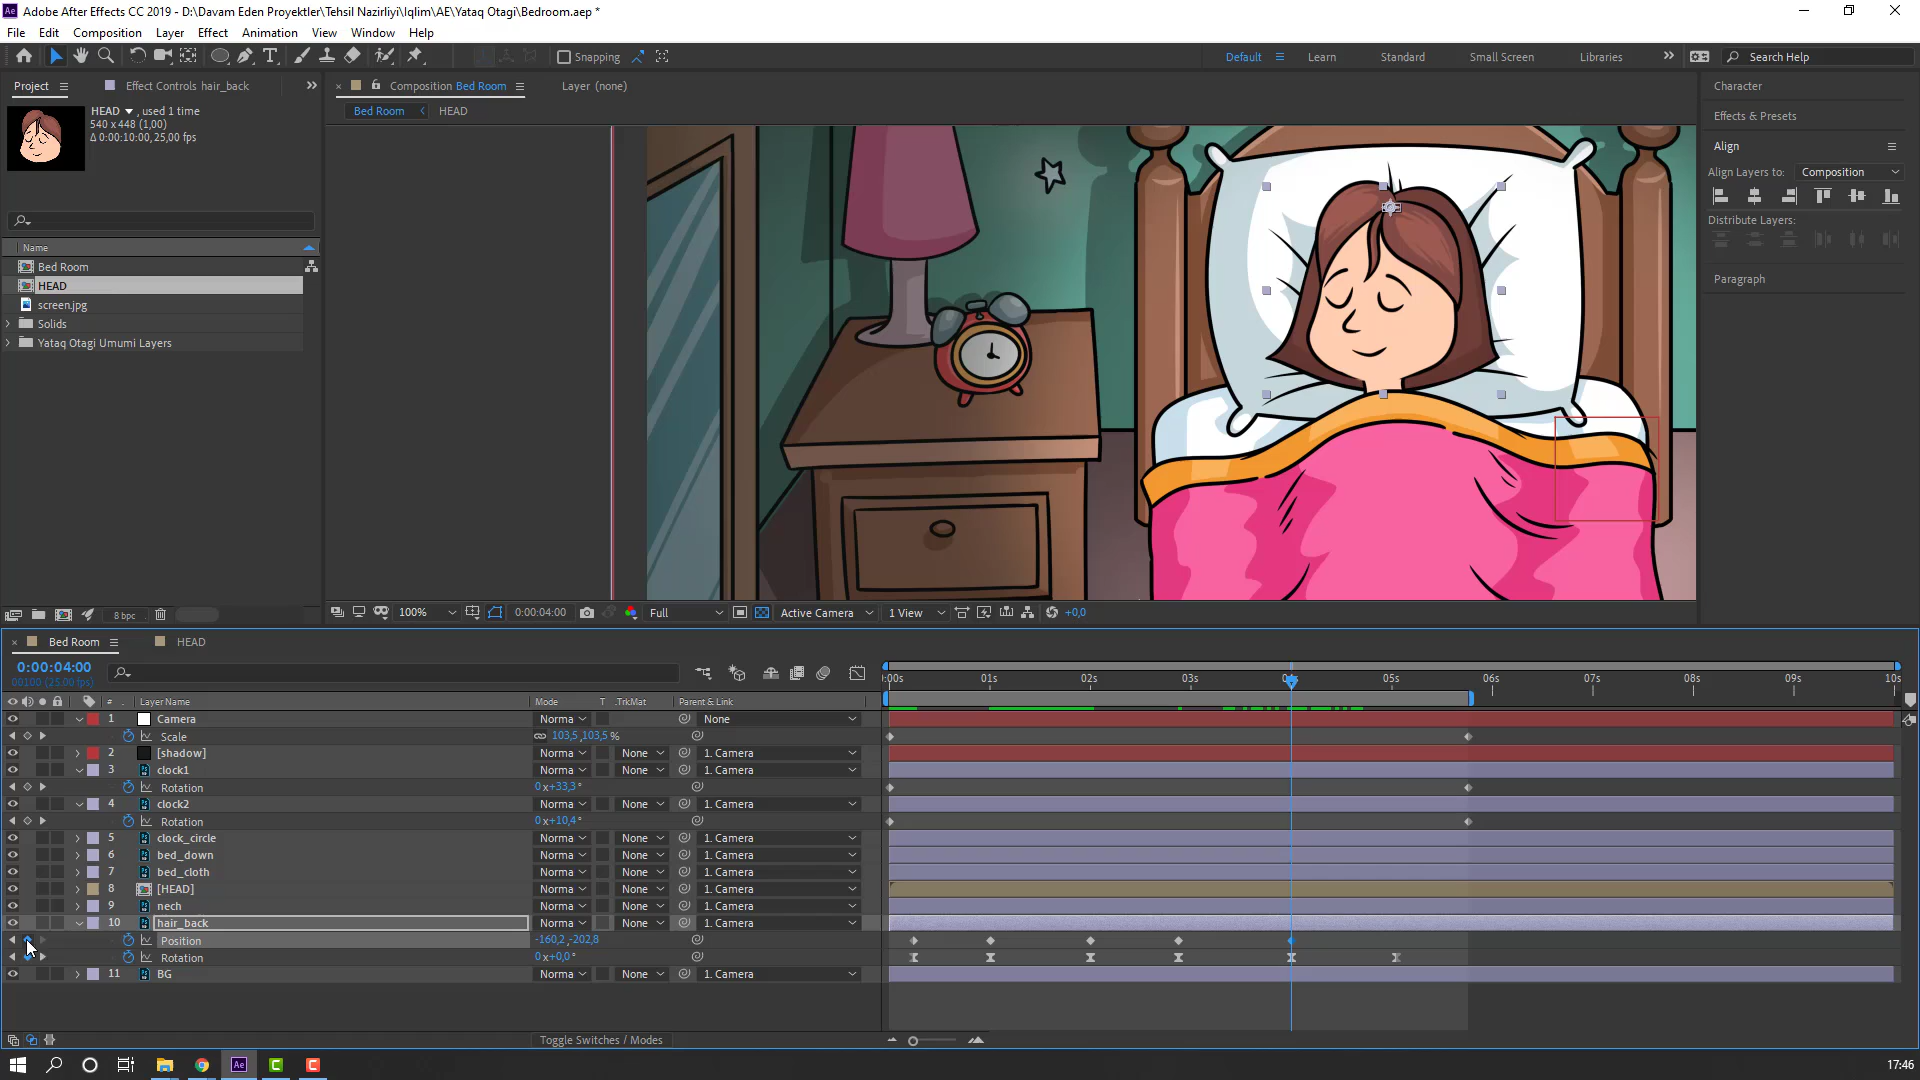 Adobe After Effects CC 2019 - D:\Davam Eden Proyektler\Tehsil Nazirliyi\Iqlim\AE\Yataq Otagi\Bedroom.aep *
File Edit Composition Layer Effect Animation View Window Help
Snapping Default Learn Standard Small Screen Libraries Search Help
Project Effect Controls hair_back Composition Bed Room Layer (none) Character
HEAD , used 1 time
540 x 448 (1,00)
Δ 0:00:10:00, 25,00 fps
Bed Room HEAD
Effects & Presets
Align
Align Layers to: Composition
Distribute Layers:
Paragraph
Name
Bed Room
HEAD
screen.jpg
Solids
Yataq Otagi Umumi Layers
8 bpc 100% 0:00:04:00 Full Active Camera 1 View +0,0
Bed Room HEAD
0:00:04:00
00100 (25.00 fps)
:00s 01s 02s 03s 05s 06s 07s 08s 09s 10s
# . Layer Name Mode T .TrkMat Parent & Link
1 Camera Norma None
Scale 103,5,103,5 %
2 [shadow] Norma None 1. Camera
3 clock1 Norma None 1. Camera
Rotation 0x+33,3°
4 clock2 Norma None 1. Camera
Rotation 0x+10,4°
5 clock_circle Norma None 1. Camera
6 bed_down Norma None 1. Camera
7 bed_cloth Norma None 1. Camera
8 [HEAD] Norma None 1. Camera
9 nech Norma None 1. Camera
10 hair_back Norma None 1. Camera
Position -160,2,-202,8
Rotation 0x+0,0°
11 BG Norma None 1. Camera
Toggle Switches / Modes
Ae C C 17:46